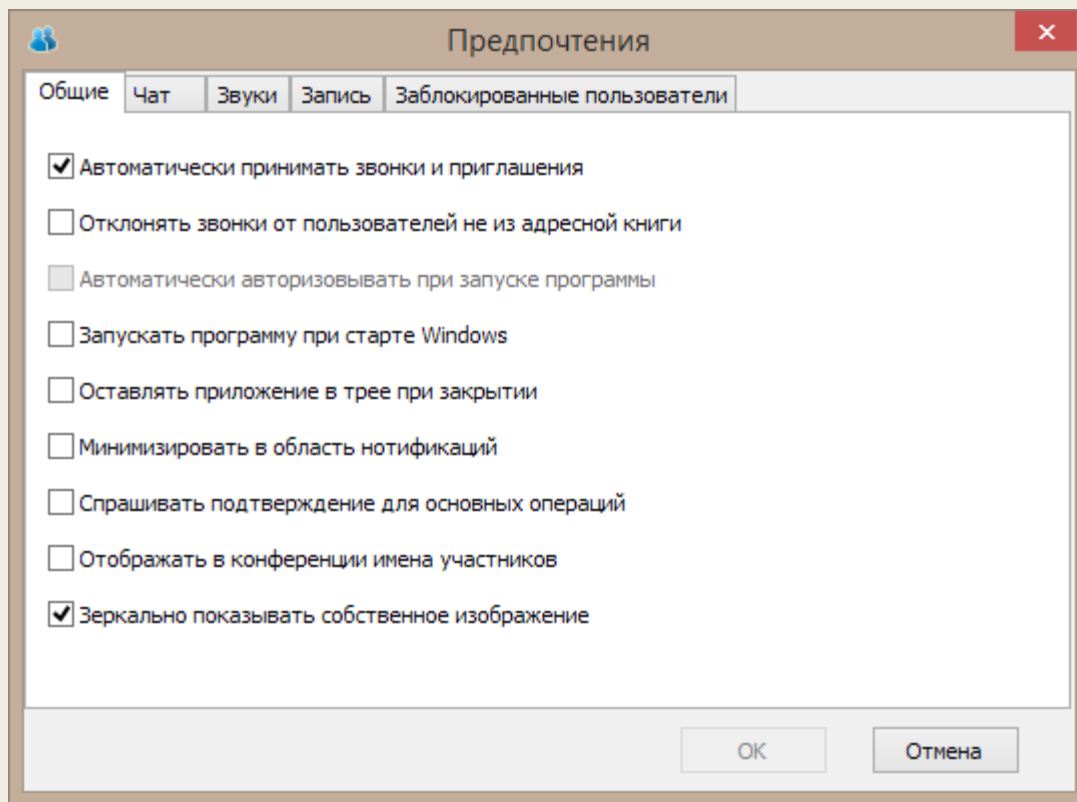 Предпочтения
Общие Чат Звуки Запись Заблокированные пользователи
Автоматически принимать звонки и приглашения
Отклонять звонки от пользователей не из адресной книги
Автоматически авторизовывать при запуске программы
Запускать программу при старте Windows
Оставлять приложение в трее при закрытии
Минимизировать в область нотификаций
Спрашивать подтверждение для основных операций
Отображать в конференции имена участников
Зеркально показывать собственное изображение
OK Отмена